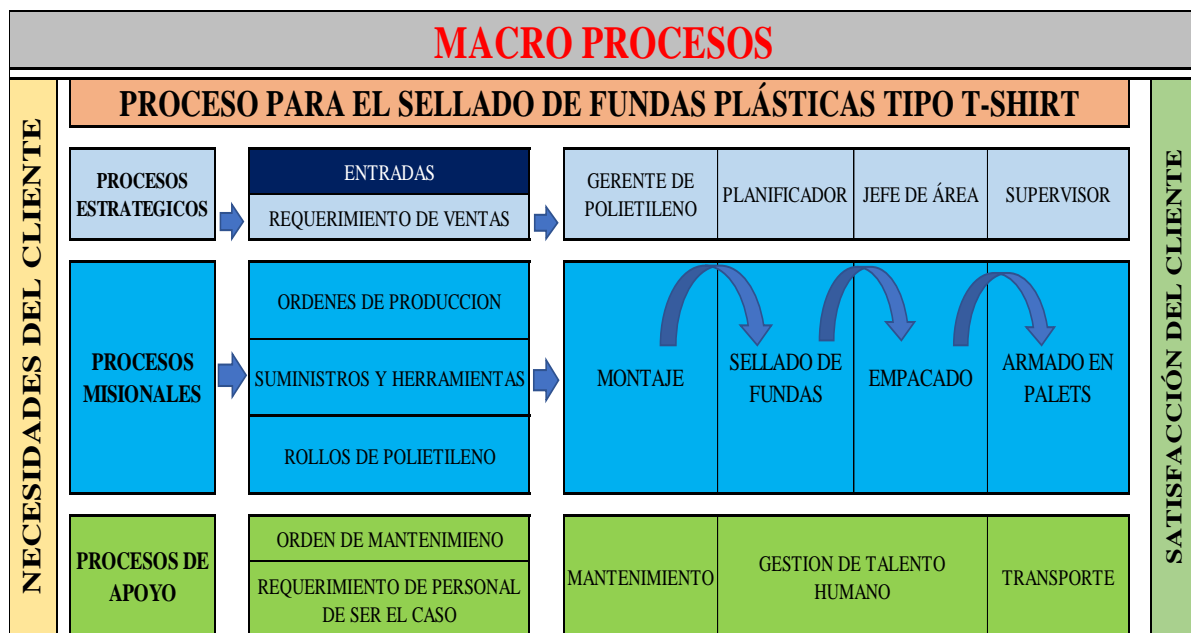 MACRO PROCESOS
NECESIDADES DEL CLIENTE
PROCESO PARA EL SELLADO DE FUNDAS PLÁSTICAS TIPO T-SHIRT
PROCESOS
ESTRATEGICOS
ENTRADAS
REQUERIMIENTO DE VENTAS
GERENTE DE
POLIETILENO
PLANIFICADOR
JEFE DE ÁREA
SUPERVISOR
PROCESOS
MISIONALES
ORDENES DE PRODUCCION
SUMINISTROS Y HERRAMIENTAS
ROLLOS DE POLIETILENO
MONTAJE
SELLADO DE
FUNDAS
EMPACADO
ARMADO EN
PALETS
PROCESOS DE
APOYO
ORDEN DE MANTENIMIENO
REQUERIMIENTO DE PERSONAL
DE SER EL CASO
MANTENIMIENTO
GESTION DE TALENTO
HUMANO
TRANSPORTE
SATISFACCIÓN DEL CLIENTE